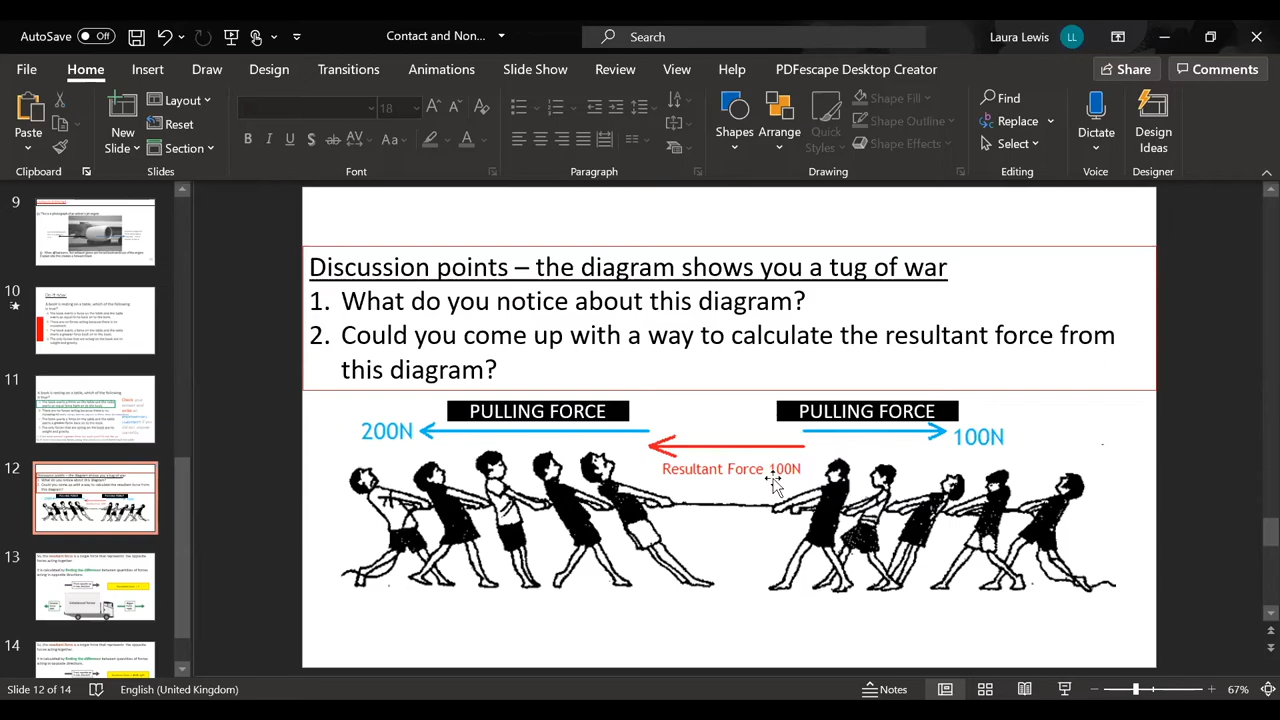 AutoSave Off Contact and Non-... Search Laura Lewis LL
File Home Insert Draw Design Transitions Animations Slide Show Review View Help PDFescape Desktop Creator Share Comments
Paste New Slide Layout Reset Section 18 Shapes Arrange Quick Styles Shape Fill Shape Outline Shape Effects Find Replace Select Dictate Design Ideas
Clipboard Slides Font Paragraph Drawing Editing Voice Designer
9
10
11
12
13
14
Discussion points – the diagram shows you a tug of war
1. What do you notice about this diagram?
2. Could you come up with a way to calculate the resultant force from
this diagram?
PULLING FORCE PULLING FORCE
200N 100N
Resultant Force 100N
Slide 12 of 14 English (United Kingdom) Notes 67%